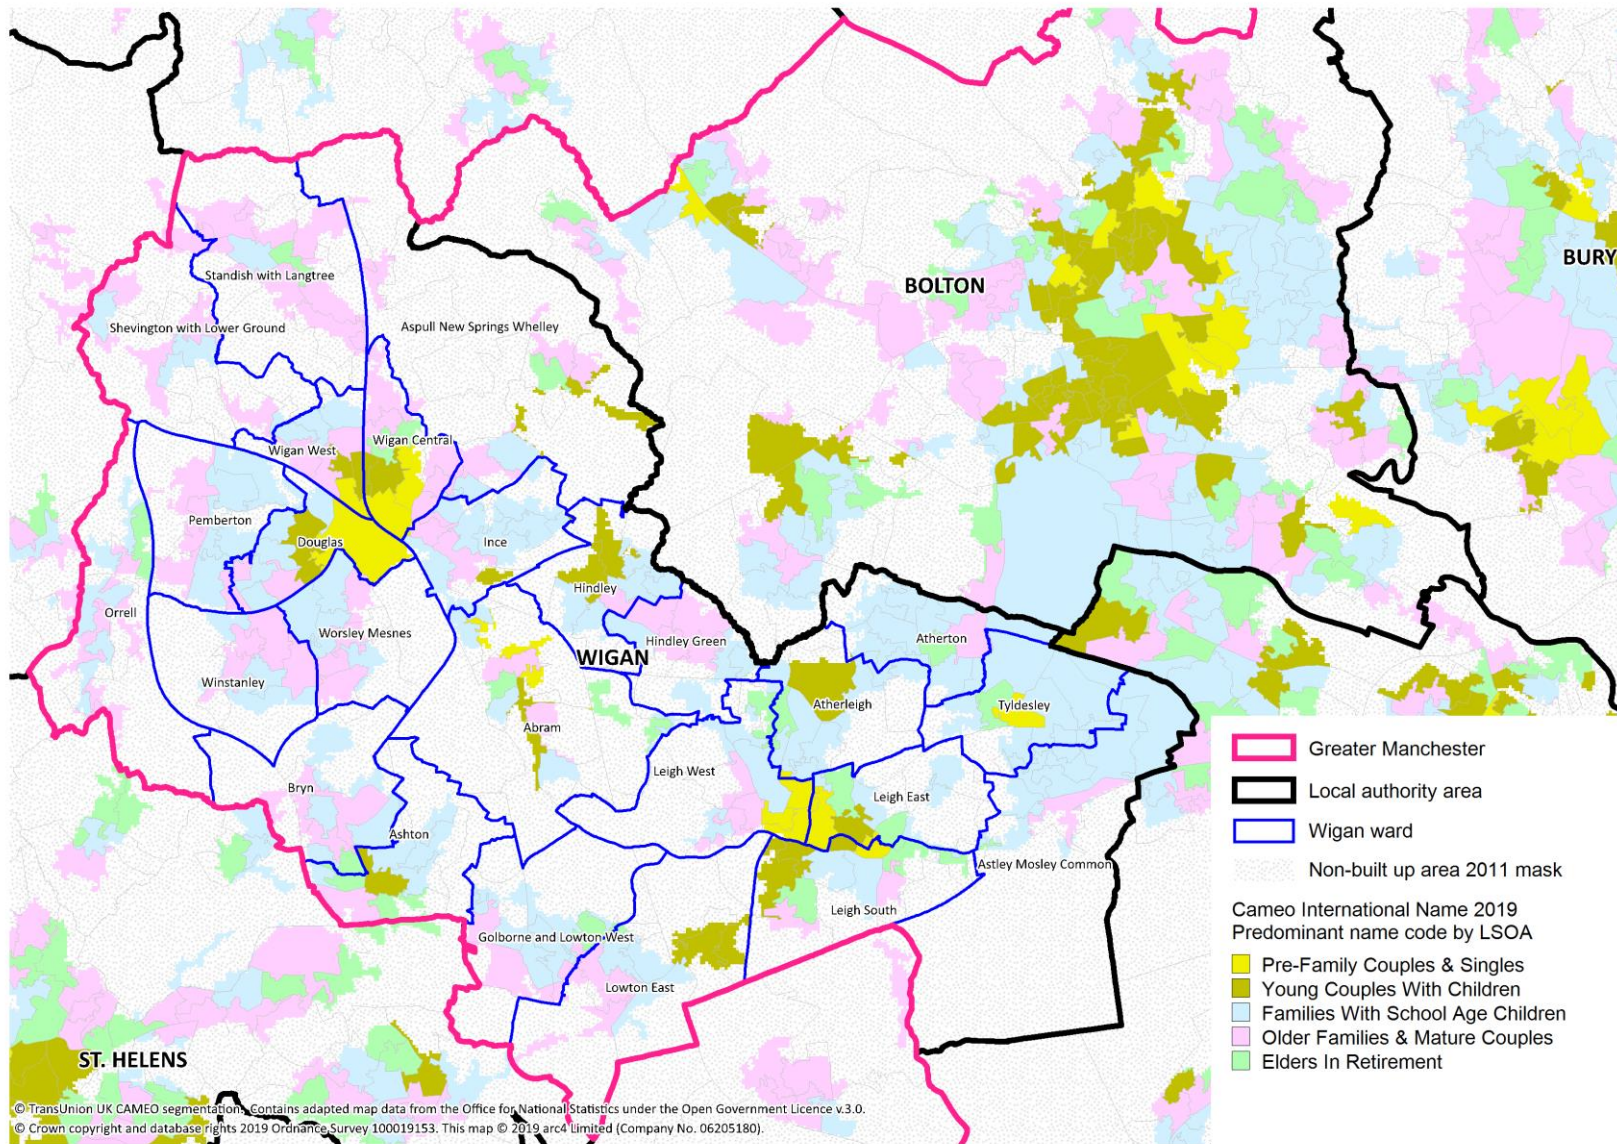 BURY
BOLTON
Standish with Langtree
Shevington with Lower Ground
Aspull New Springs Whelley
Wigan Central
Wigan West
Pemberton
Douglas
Ince
Hindley
Orrell
Worsley Mesnes
Hindley Green
Atherton
WIGAN
Winstanley
Atherleigh
Tyldesley
Abram
Leigh West
Bryn
Leigh East
Ashton
Astley Mosley Common
Leigh South
Golborne and Lowton West
Lowton East
ST. HELENS
Greater Manchester
Local authority area
Wigan ward
Non-built up area 2011 mask
Cameo International Name 2019
Predominant name code by LSOA
Pre-Family Couples & Singles
Young Couples With Children
Families With School Age Children
Older Families & Mature Couples
Elders In Retirement
© TransUnion UK CAMEO segmentation. Contains adapted map data from the Office for National Statistics under the Open Government Licence v.3.0.
© Crown copyright and database rights 2019 Ordnance Survey 100019153. This map © 2019 arc4 Limited (Company No. 06205180).